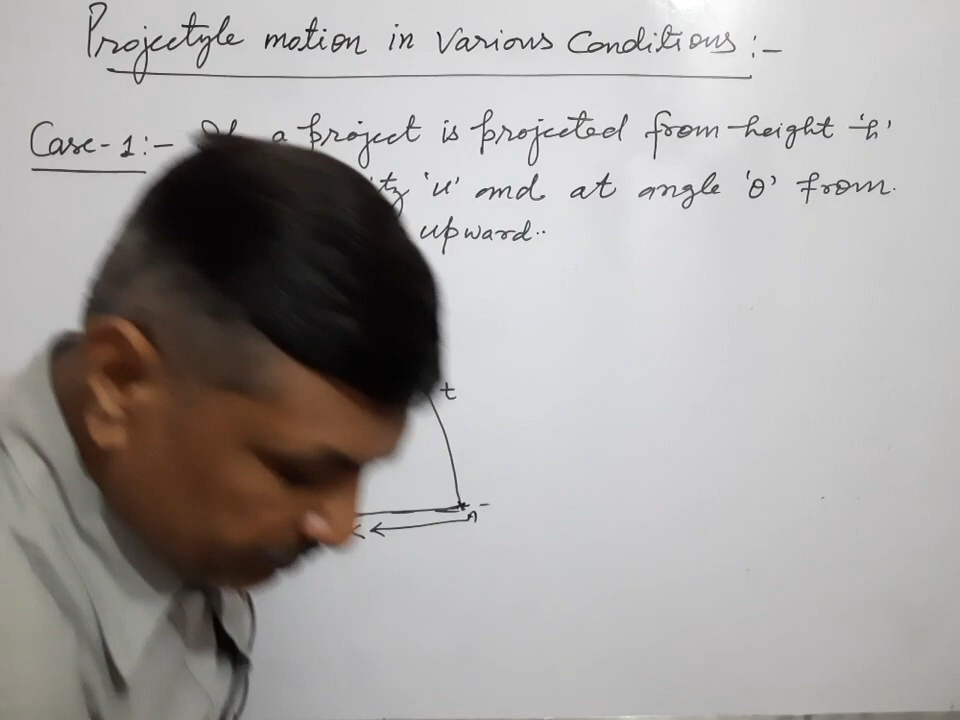 Projectyle motion in Various Conditions :-
Case-1:- a project is projected from height 'h'
'u' and at angle 'θ' from
upward..
t